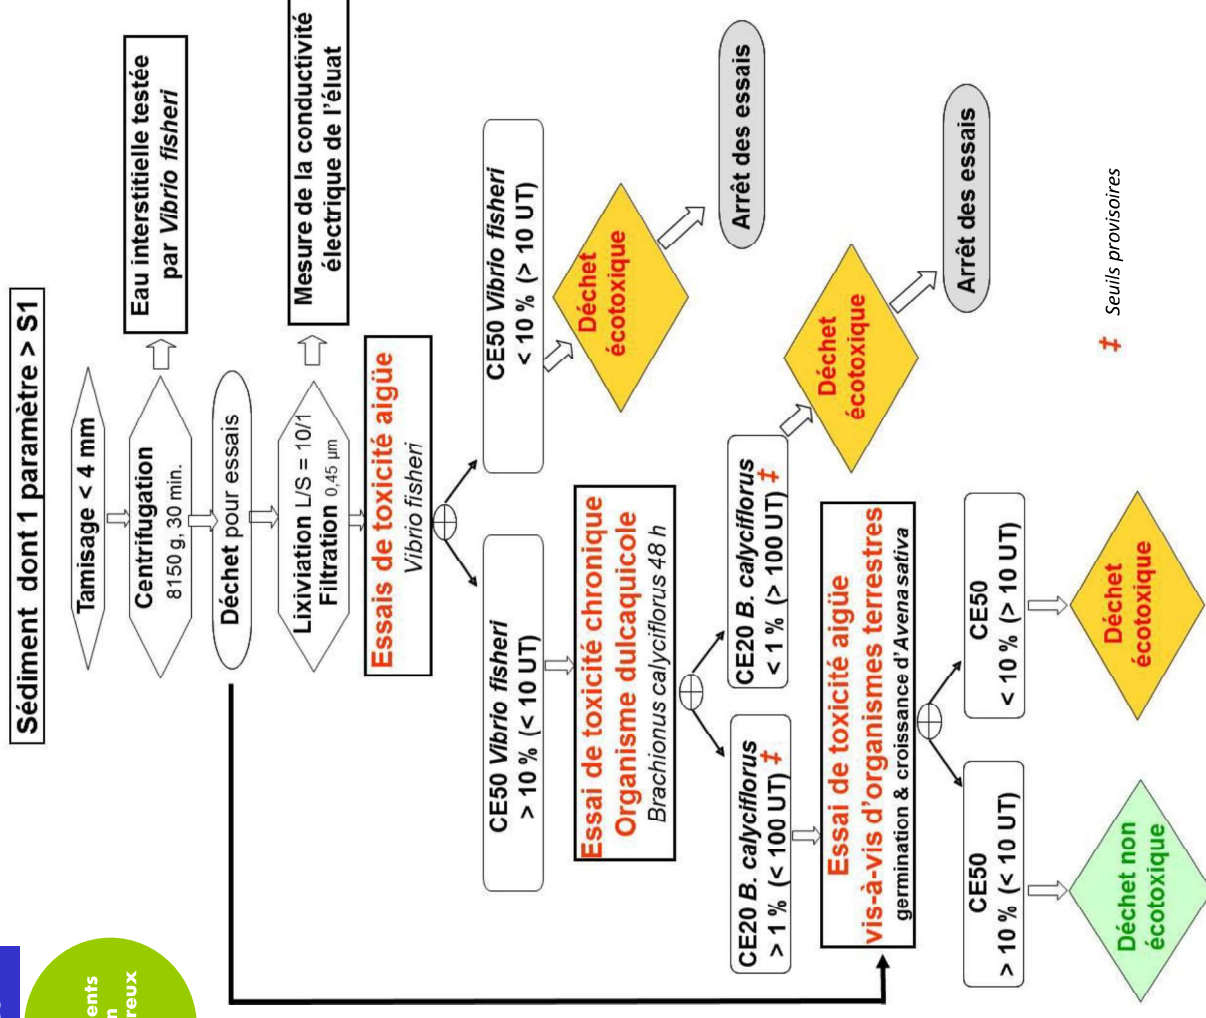 Sédiment dont 1 paramètre > S1
Tamisage < 4 mm
Centrifugation
8150 g, 30 min.
Eau interstitielle testée
par Vibrio fisheri
Déchet pour essais
Lixiviation L/S = 10/1
Filtration 0,45 µm
Mesure de la conductivité
électrique de l'éluat
Essais de toxicité aigüe
Vibrio fisheri
CE50 Vibrio fisheri
> 10 % (< 10 UT)
CE50 Vibrio fisheri
< 10 % (> 10 UT)
Déchet
écotoxique
Arrêt des essais
Essai de toxicité chronique
Organisme dulcaquicole
Brachionus calyciflorus 48 h
CE20 B. calyciflorus
> 1 % (< 100 UT) ‡
CE20 B. calyciflorus
< 1 % (> 100 UT) ‡
Déchet
écotoxique
Arrêt des essais
Essai de toxicité aigüe
vis-à-vis d'organismes terrestres
germination & croissance d'Avena sativa
CE50
> 10 % (< 10 UT)
CE50
< 10 % (> 10 UT)
Déchet non
écotoxique
Déchet
écotoxique
‡ Seuils provisoires